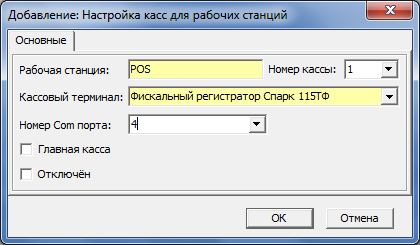 Добавление: Настройка касс для рабочих станций
Основные
Рабочая станция: POS Номер кассы: 1
Кассовый терминал: Фискальный регистратор Спарк 115ТФ
Номер Com порта: 4
Главная касса
Отключён
ОК Отмена